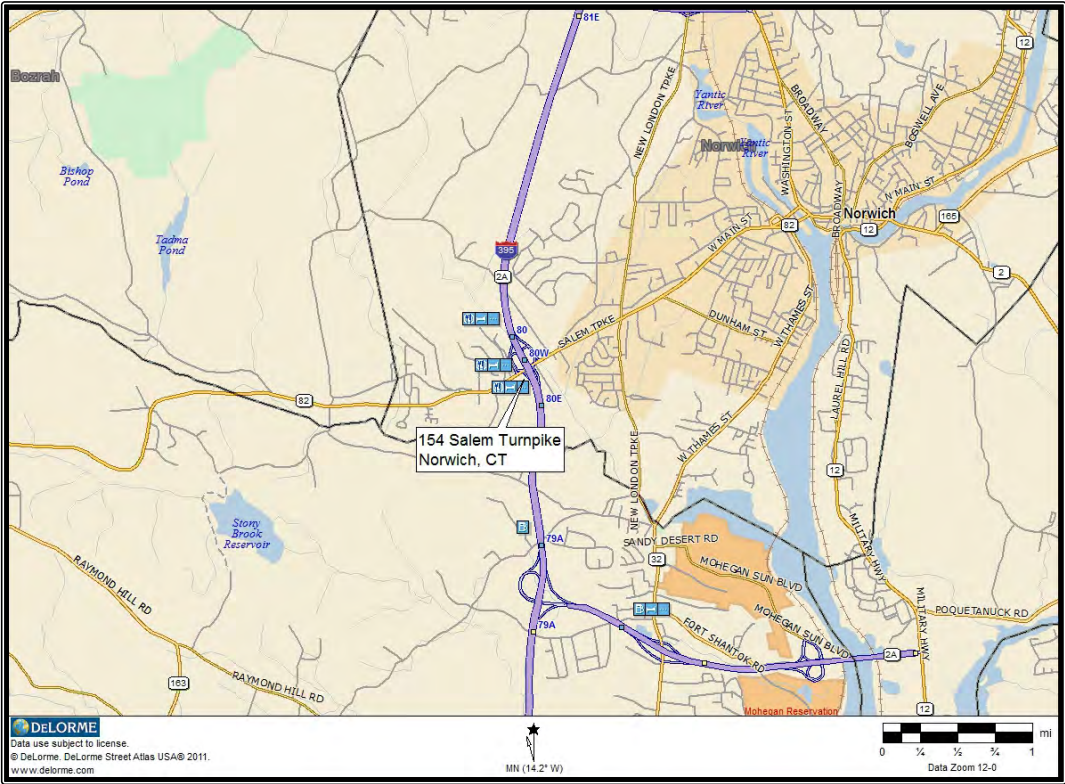 81E
12
Bozrah
NEW LONDON TPKE
Yantic
River
BROADWAY
BOSWELL AVE
WASHINGTON ST
Norwich
Yantic
River
Bishop
Pond
N MAIN ST
BROADWAY
Norwich
165
82
12
W MAIN ST
Tadma
Pond
395
2A
2
W THAMES ST
DUNHAM ST
SALEM TPKE
80
80W
LAUREL HILL RD
82
80E
154 Salem Turnpike
Norwich, CT
W THAMES ST
NEW LONDON TPKE
12
Stony
Brook
Reservoir
79A
SANDY DESERT RD
32
MILITARY HWY
MOHEGAN SUN BLVD
RAYMOND HILL RD
MILITARY HWY
POQUETANUCK RD
79A
MOHEGAN SUN BLVD
FORT SHANTOK RD
2A
163
RAYMOND HILL RD
Mohegan Reservation
12
DELORME
Data use subject to license.
© DeLorme. DeLorme Street Atlas USA® 2011.
www.delorme.com
MN (14.2° W)
mi
0 ¼ ½ ¾ 1
Data Zoom 12-0